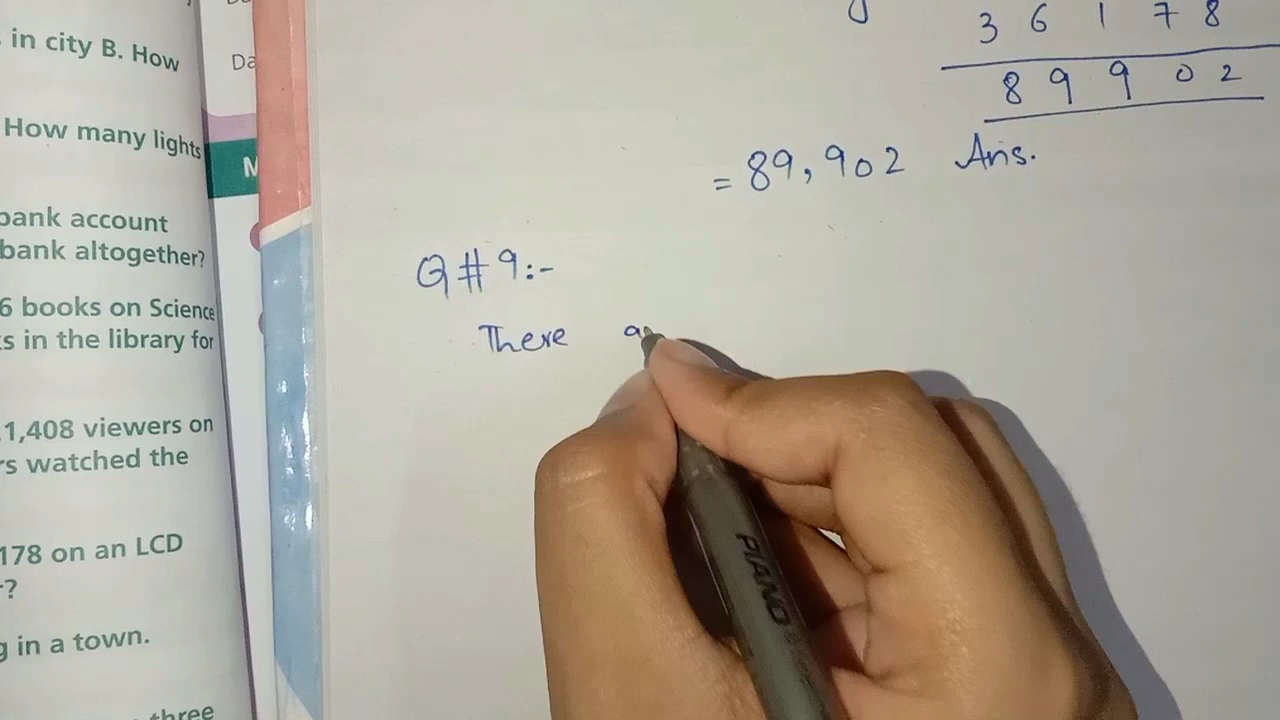 in city B. How
How many lights
bank account
bank altogether?
6 books on Science
s in the library for
1,408 viewers on
rs watched the
178 on an LCD
?
g in a town.
three
Da
M
3 6 1 7 8
8 9 9 0 2
= 89,902 Ans.
Q # 9:-
There a
PIANO